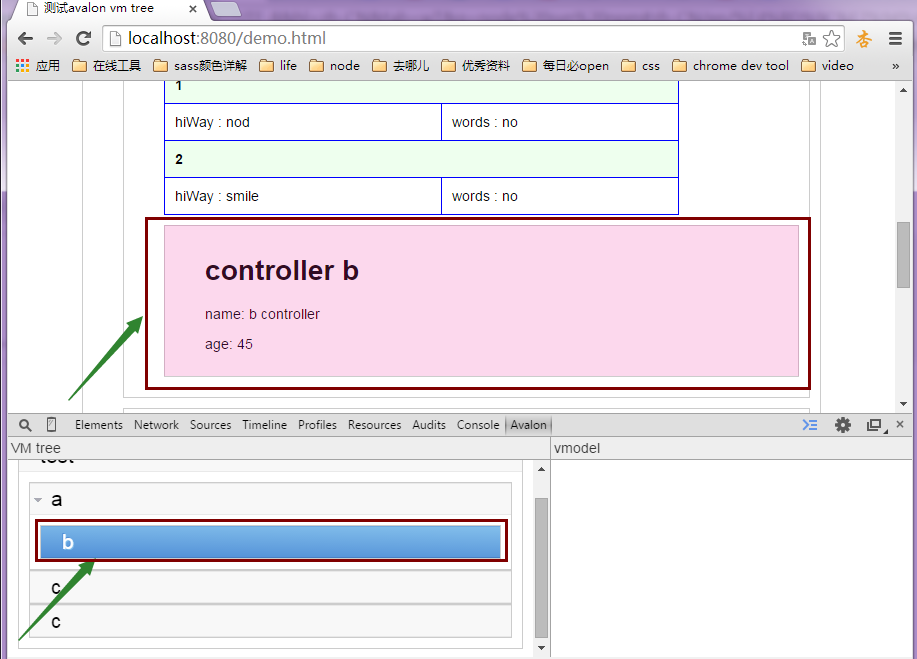 测试avalon vm tree
localhost:8080/demo.html
应用 在线工具 sass颜色详解 life node 去哪儿 优秀资料 每日必open css chrome dev tool video »
1
hiWay : nod words : no
2
hiWay : smile words : no
controller b
name: b controller
age: 45
Elements Network Sources Timeline Profiles Resources Audits Console Avalon
VM tree vmodel
test
a
b
c
c